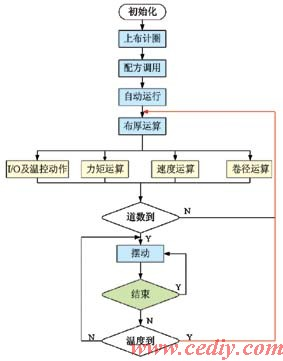 初始化
上布计圈
配方调用
自动运行
布厚运算
I/O及温控动作 力矩运算 速度运算 卷径运算
道数到 N
Y
摆动
结束 Y
N
N 温度到 Y
www.cediy.com